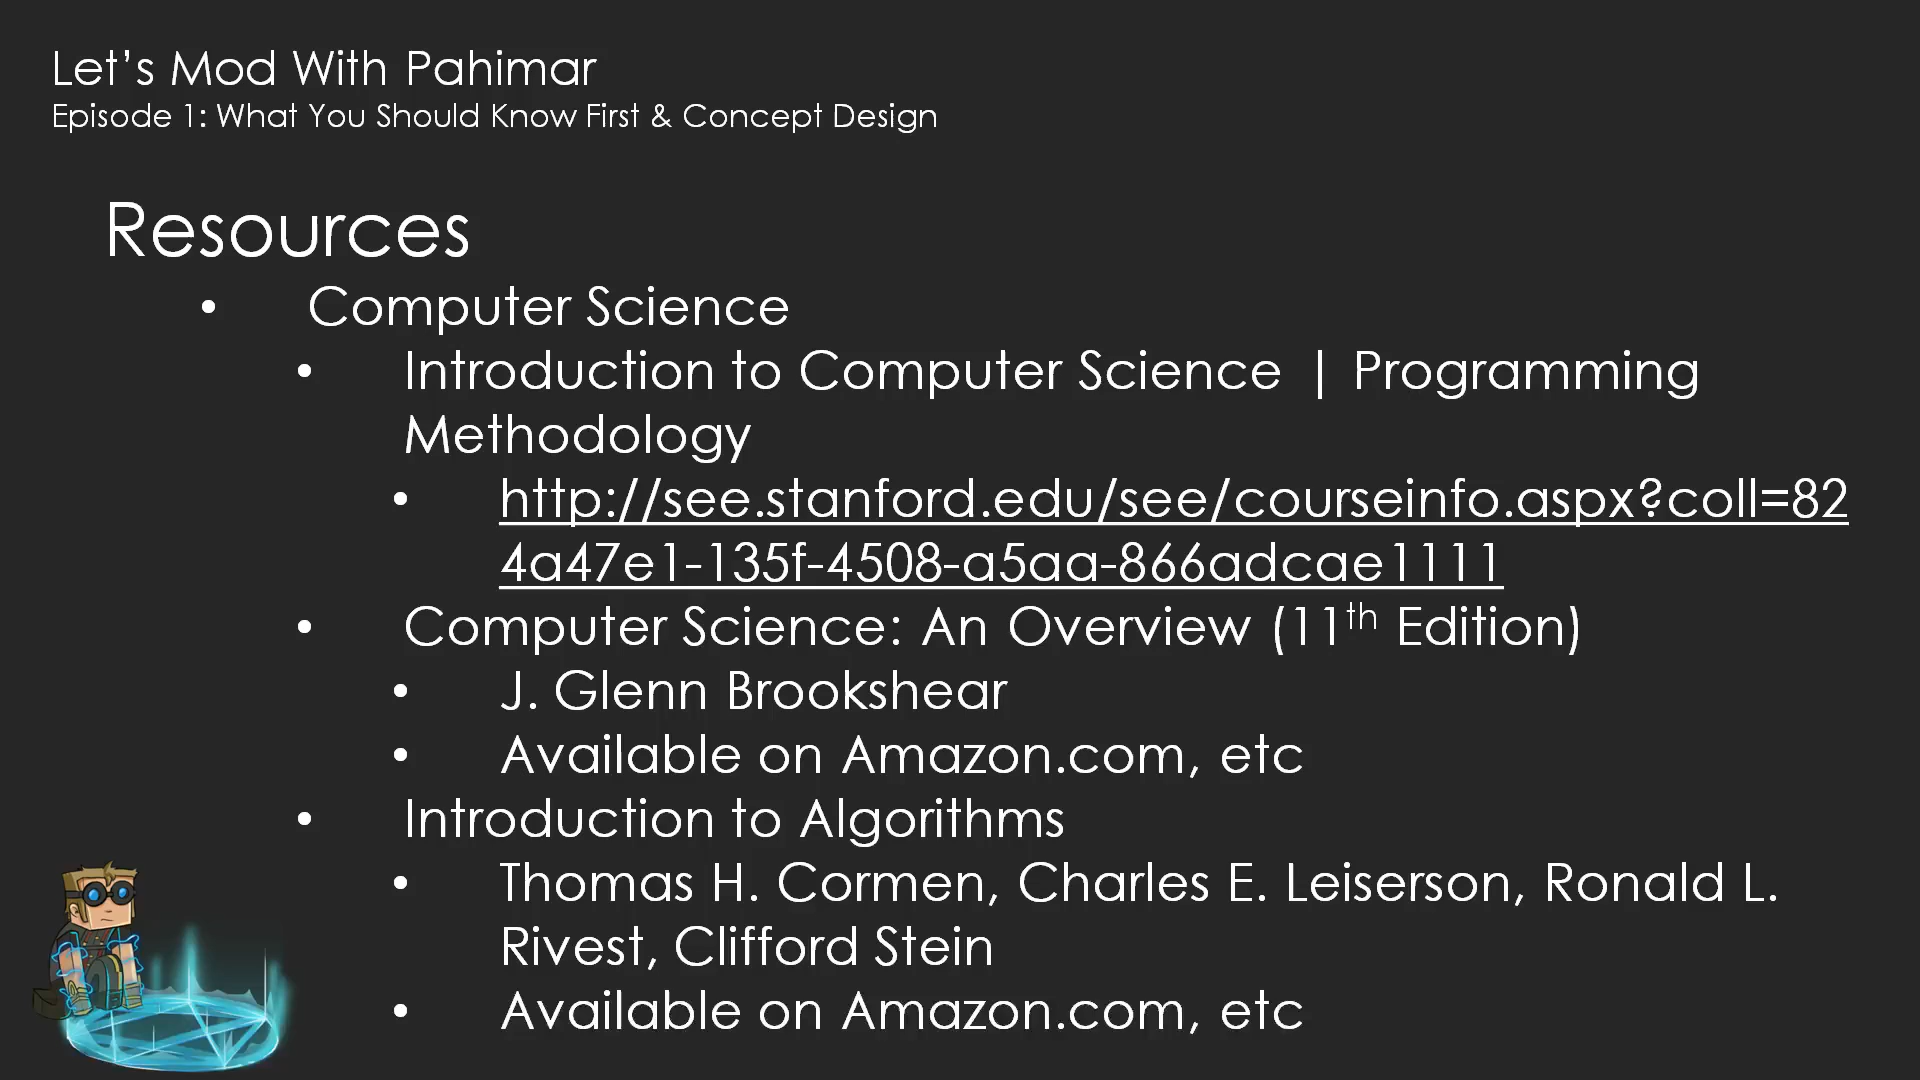 Let’s Mod With Pahimar
Episode 1: What You Should Know First & Concept Design
Resources
• Computer Science
• Introduction to Computer Science | Programming
Methodology
• http://see.stanford.edu/see/courseinfo.aspx?coll=82
4a47e1-135f-4508-a5aa-866adcae1111
• Computer Science: An Overview (11th Edition)
• J. Glenn Brookshear
• Available on Amazon.com, etc
• Introduction to Algorithms
• Thomas H. Cormen, Charles E. Leiserson, Ronald L.
Rivest, Clifford Stein
• Available on Amazon.com, etc